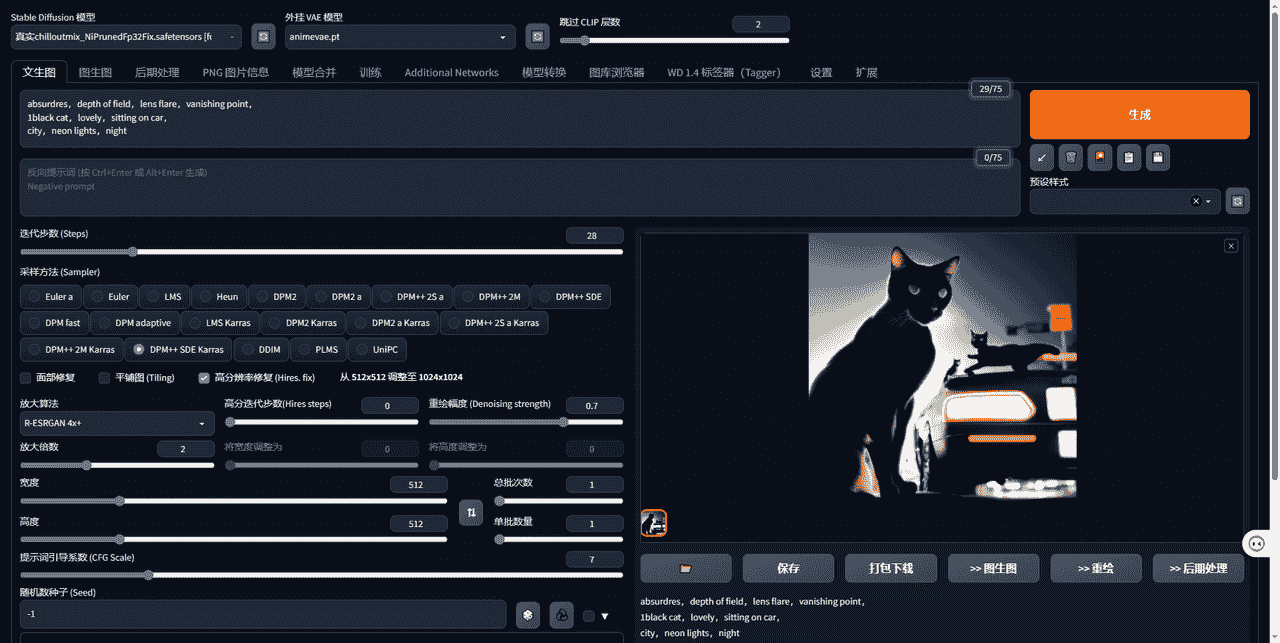 Stable Diffusion 模型
外挂 VAE 模型
跳过 CLIP 层数
2
真实chilloutmix_NiPrunedFp32Fix.safetensors [fc
animevae.pt
文生图
图生图
后期处理
PNG 图片信息
模型合并
训练
Additional Networks
模型转换
图库浏览器
WD 1.4 标签器（Tagger）
设置
扩展
29/75
absurdres，depth of field，lens flare，vanishing point，
1black cat，lovely，sitting on car，
city，neon lights，night
生成
0/75
反向提示词 (按 Ctrl+Enter 或 Alt+Enter 生成)
Negative prompt
预设样式
迭代步数 (Steps)
28
采样方法 (Sampler)
Euler a
Euler
LMS
Heun
DPM2
DPM2 a
DPM++ 2S a
DPM++ 2M
DPM++ SDE
DPM fast
DPM adaptive
LMS Karras
DPM2 Karras
DPM2 a Karras
DPM++ 2S a Karras
DPM++ 2M Karras
DPM++ SDE Karras
DDIM
PLMS
UniPC
面部修复
平铺图 (Tiling)
高分辨率修复 (Hires. fix)
从 512x512 调整至 1024x1024
放大算法
高分迭代步数(Hires steps)
0
重绘幅度 (Denoising strength)
0.7
R-ESRGAN 4x+
放大倍数
2
将宽度调整为
0
将高度调整为
0
宽度
512
总批次数
1
高度
512
单批数量
1
提示词引导系数 (CFG Scale)
7
随机数种子 (Seed)
-1
保存
打包下载
>> 图生图
>> 重绘
>> 后期处理
absurdres，depth of field，lens flare，vanishing point，
1black cat，lovely，sitting on car，
city，neon lights，night